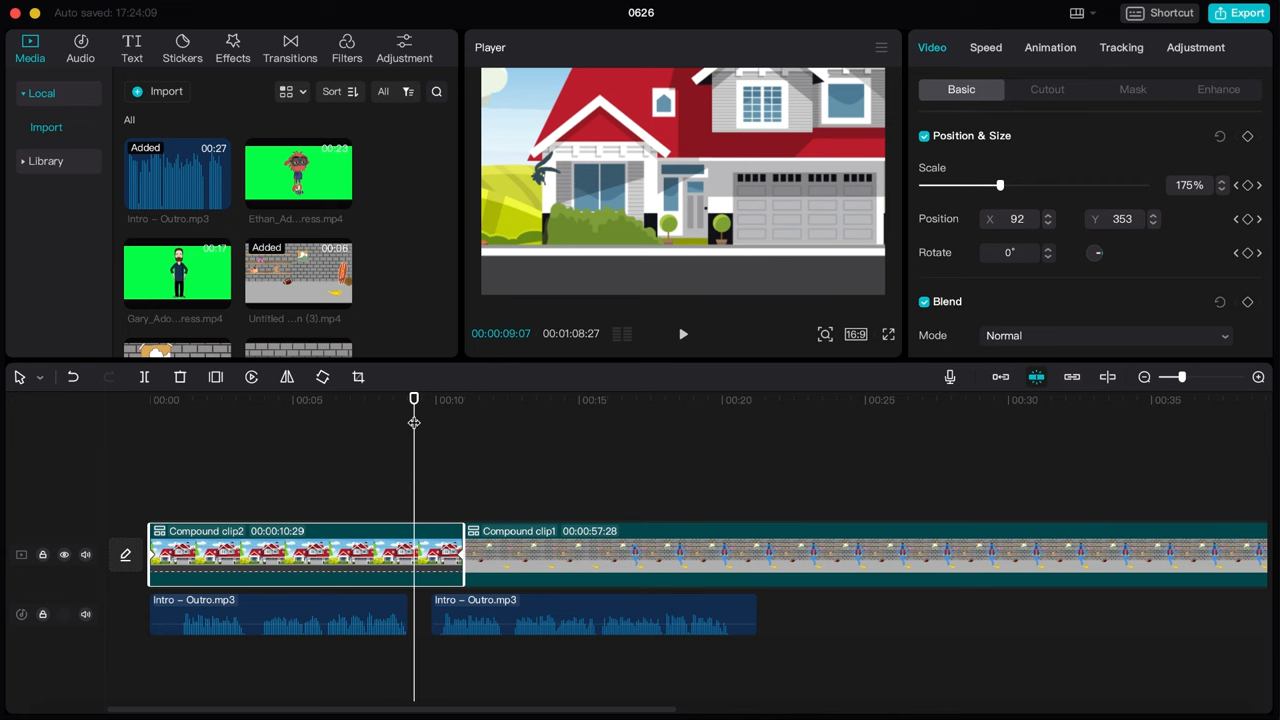 Auto saved: 17:24:09
0626
Shortcut
Export
Media
Audio
Text
Stickers
Effects
Transitions
Filters
Adjustment
Local
Import
Library
Import
Sort
All
All
Added
00:27
Intro – Outro.mp3
00:23
Ethan_Ad...ress.mp4
00:17
Gary_Ado...ress.mp4
Added
00:06
Untitled ...n (3).mp4
Player
00:00:09:07
00:01:08:27
16:9
Video
Speed
Animation
Tracking
Adjustment
Basic
Cutout
Mask
Enhance
Position & Size
Scale
175%
Position
X 92
Y 353
Rotate
0°
Blend
Mode
Normal
00:00
00:05
00:10
00:15
00:20
00:25
00:30
00:35
Compound clip2 00:00:10:29
Compound clip1 00:00:57:28
Intro – Outro.mp3
Intro – Outro.mp3